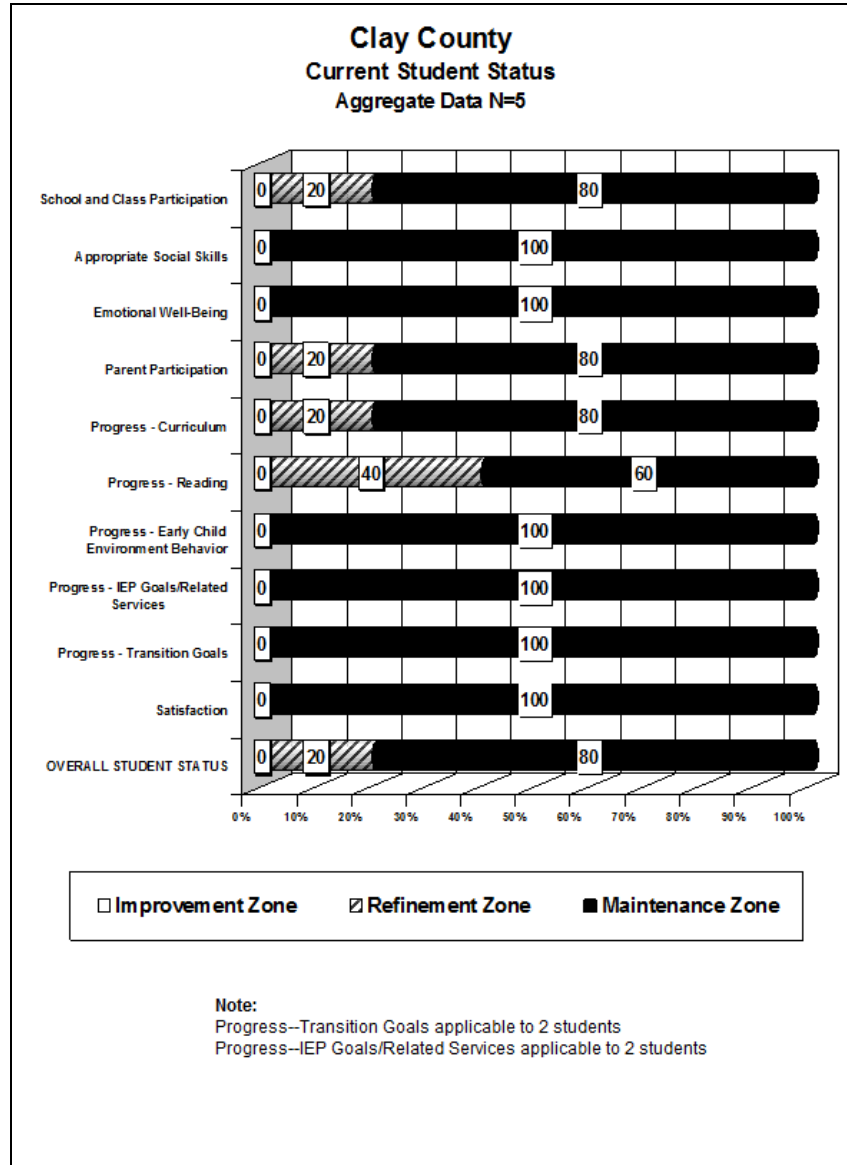 Clay County
Current Student Status
Aggregate Data N=5
School and Class Participation
0 20 80
Appropriate Social Skills
0 100
Emotional Well-Being
0 100
Parent Participation
0 20 80
Progress - Curriculum
0 20 80
Progress - Reading
0 40 60
Progress - Early Child
Environment Behavior
0 100
Progress - IEP Goals/Related
Services
0 100
Progress - Transition Goals
0 100
Satisfaction
0 100
OVERALL STUDENT STATUS
0 20 80
0% 10% 20% 30% 40% 50% 60% 70% 80% 90% 100%
Improvement Zone Refinement Zone Maintenance Zone
Note:
Progress--Transition Goals applicable to 2 students
Progress--IEP Goals/Related Services applicable to 2 students